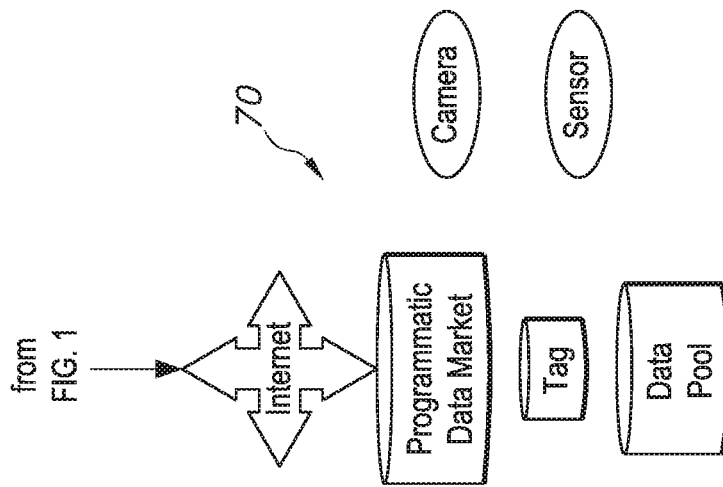 from
FIG. 1
70
Internet
Programmatic
Data Market
Camera
Tag
Sensor
Data
Pool